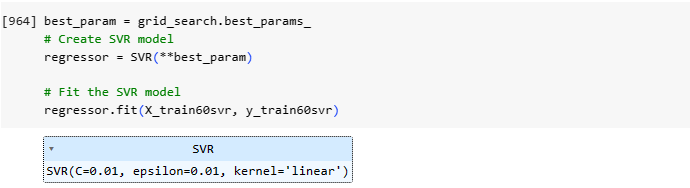 [964] best_param = grid_search.best_params_
# Create SVR model
regressor = SVR(**best_param)
# Fit the SVR model
regressor.fit(X_train60svr, y_train60svr)
SVR
SVR(C=0.01, epsilon=0.01, kernel='linear')